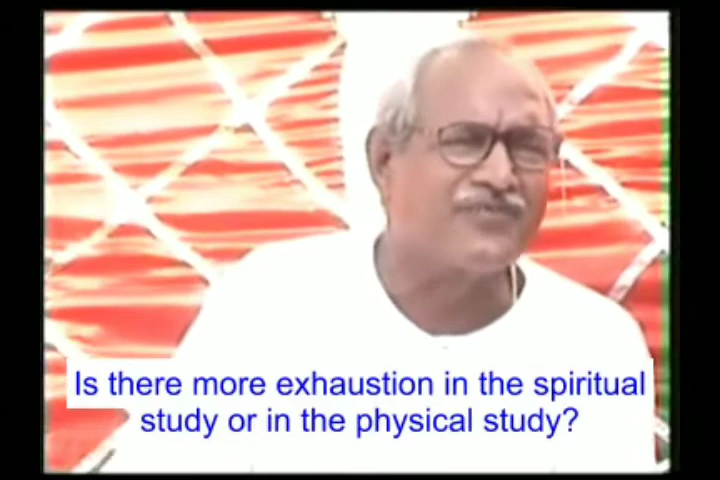 Is there more exhaustion in the spiritual
study or in the physical study?